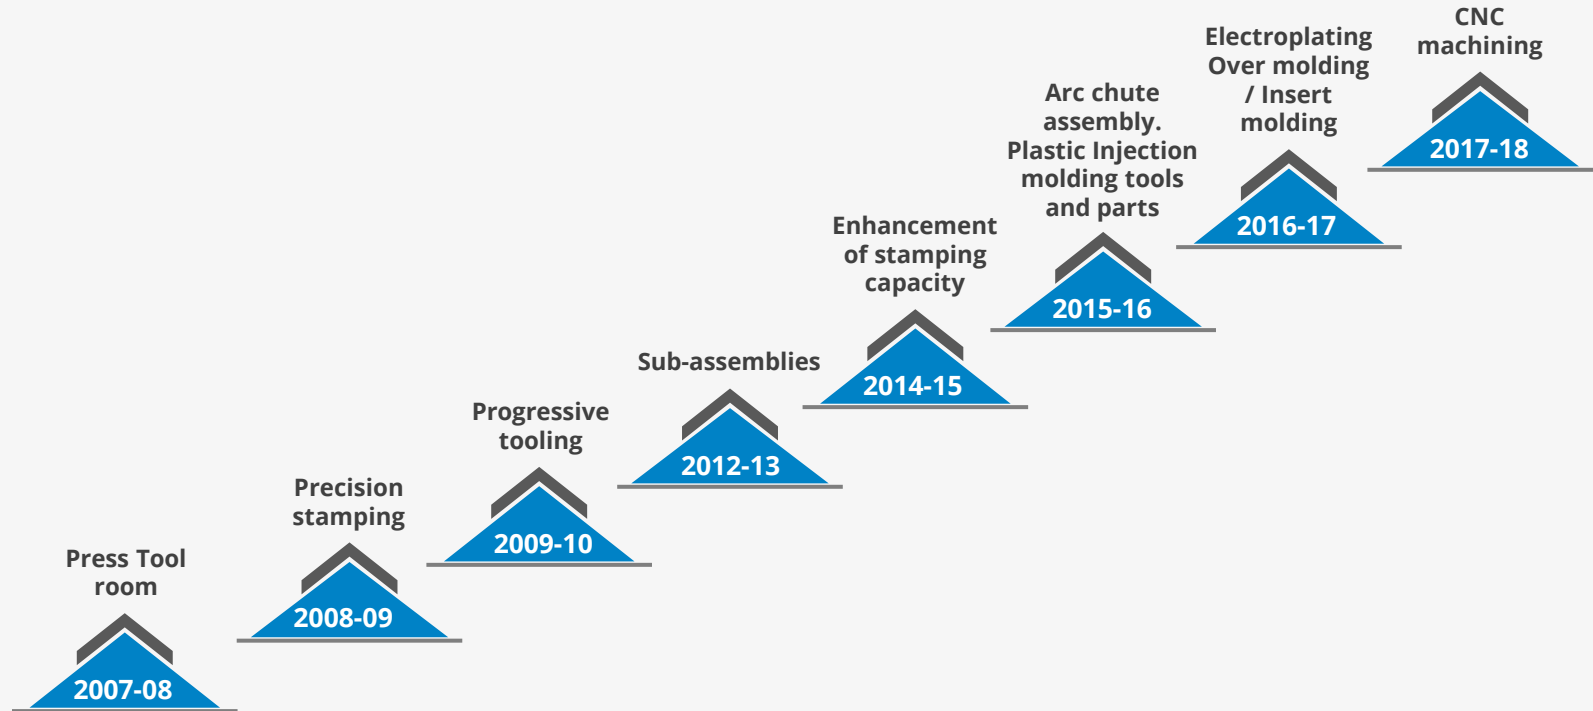 Press Tool
room
2007-08
Precision
stamping
2008-09
Progressive
tooling
2009-10
Sub-assemblies
2012-13
Enhancement
of stamping
capacity
2014-15
Arc chute
assembly.
Plastic Injection
molding tools
and parts
2015-16
Electroplating
Over molding
/ Insert
molding
2016-17
CNC
machining
2017-18